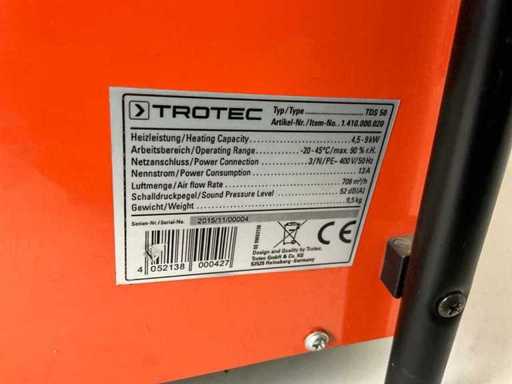 TROTEC
Typ/Type TDS 50
Artikel-Nr./Item-No. 1.410.000.020
Heizleistung/Heating Capacity 4,5 - 9 kW
Arbeitsbereich/Operating Range -20 - 45°C/max. 90 % r.H.
Netzanschluss/Power Connection 3/N/PE~ 400 V/50 Hz
Nennstrom/Power Consumption 13 A
Luftmenge/Air flow Rate 708 m³/h
Schalldruckpegel/Sound Pressure Level 52 dB(A)
Gewicht/Weight 9,5 kg
Serien-Nr./Serial-No. 2015/11/00004
4 052138 000427
Design and Quality by Trotec
Trotec GmbH & Co. KG
52525 Heinsberg - Germany
CE